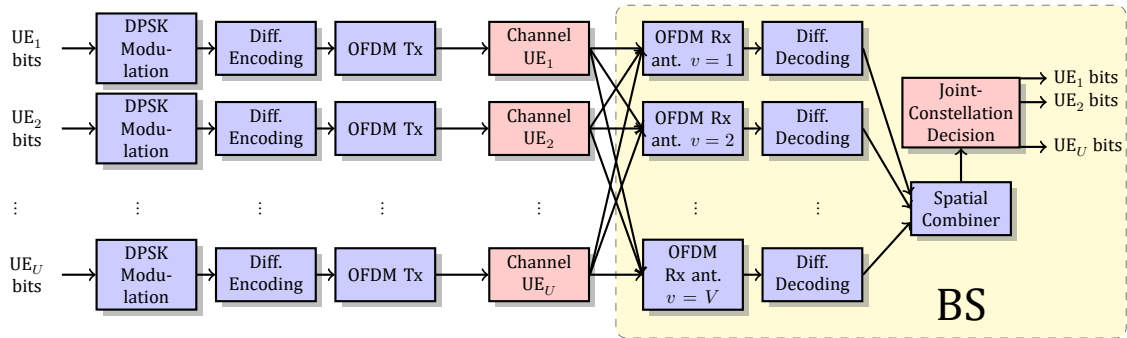 UE₁
bits
DPSK
Modu-
lation
Diff.
Encoding
OFDM Tx
Channel
UE₁
OFDM Rx
ant. v = 1
Diff.
Decoding
UE₂
bits
DPSK
Modu-
lation
Diff.
Encoding
OFDM Tx
Channel
UE₂
OFDM Rx
ant. v = 2
Diff.
Decoding
Joint-
Constellation
Decision
UE₁ bits
UE₂ bits
UE_U bits
⋮ ⋮ ⋮ ⋮ ⋮ ⋮ ⋮
Spatial
Combiner
UE_U
bits
DPSK
Modu-
lation
Diff.
Encoding
OFDM Tx
Channel
UE_U
OFDM
Rx ant.
v = V
Diff.
Decoding
BS